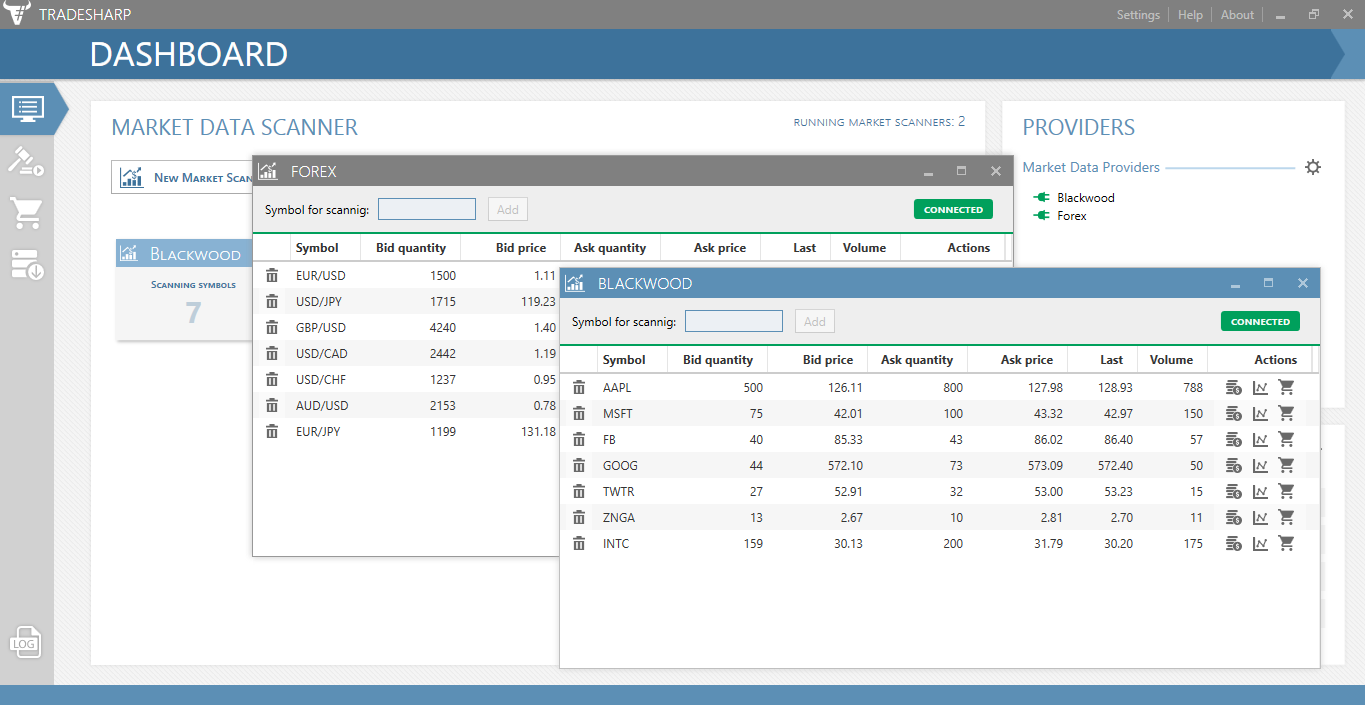 TRADESHARP Settings Help About
DASHBOARD
MARKET DATA SCANNER RUNNING MARKET SCANNERS: 2
New Market Scan
Blackwood
Scanning symbols
7
PROVIDERS
Market Data Providers
Blackwood
Forex
FOREX
Symbol for scannig: Add CONNECTED
Symbol Bid quantity Bid price Ask quantity Ask price Last Volume Actions
EUR/USD 1500 1.11
USD/JPY 1715 119.23
GBP/USD 4240 1.40
USD/CAD 2442 1.19
USD/CHF 1237 0.95
AUD/USD 2153 0.78
EUR/JPY 1199 131.18
BLACKWOOD
Symbol for scannig: Add CONNECTED
Symbol Bid quantity Bid price Ask quantity Ask price Last Volume Actions
AAPL 500 126.11 800 127.98 128.93 788
MSFT 75 42.01 100 43.32 42.97 150
FB 40 85.33 43 86.02 86.40 57
GOOG 44 572.10 73 573.09 572.40 50
TWTR 27 52.91 32 53.00 53.23 15
ZNGA 13 2.67 10 2.81 2.70 11
INTC 159 30.13 200 31.79 30.20 175
LOG